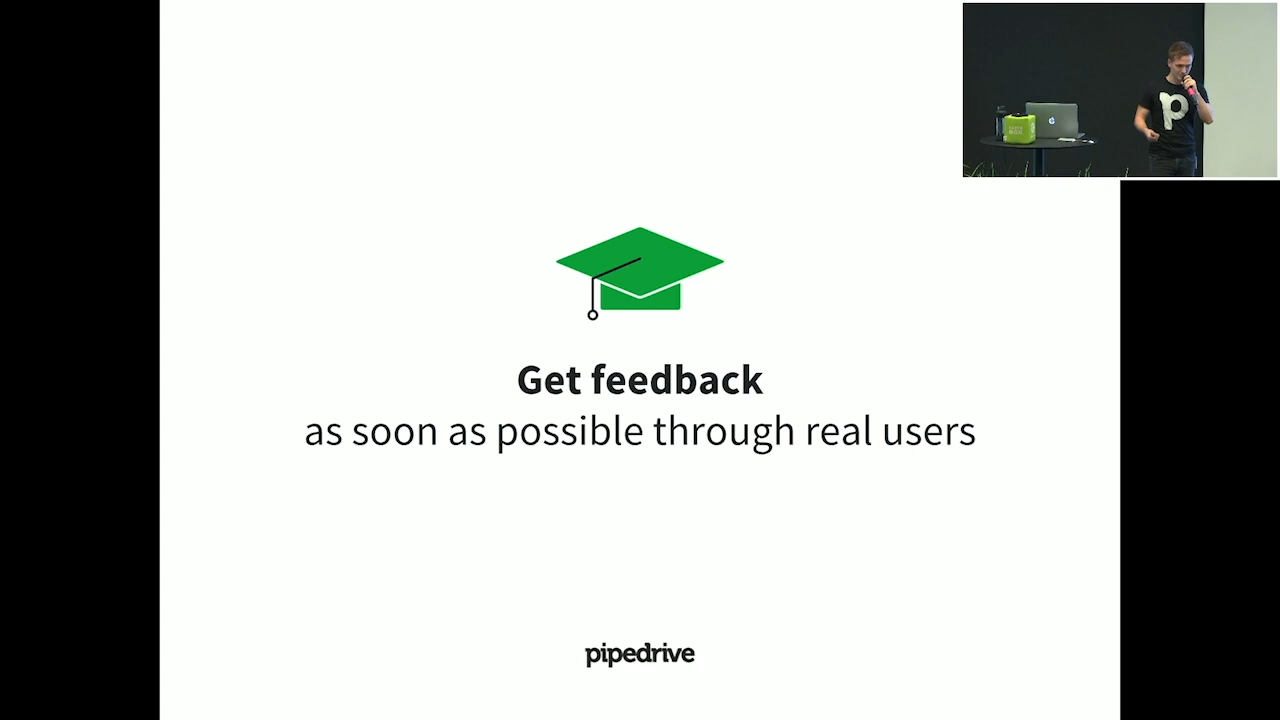 Get feedback
as soon as possible through real users
pipedrive
p